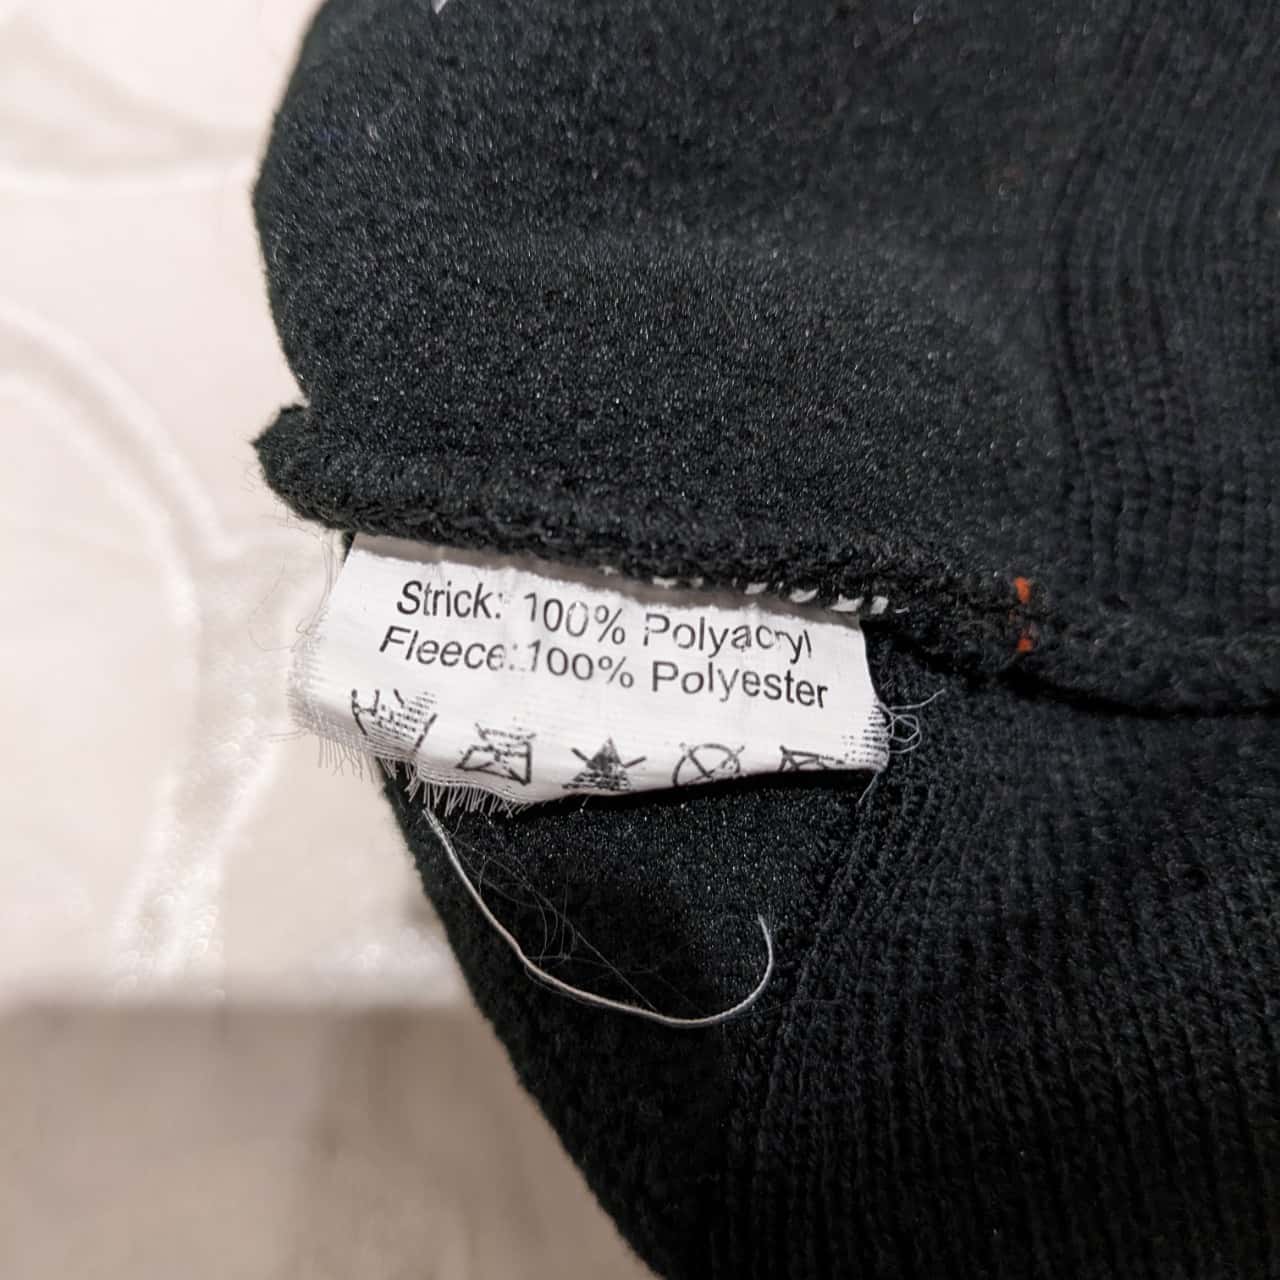 Strick: 100% Polyacryl
Fleece: 100% Polyester